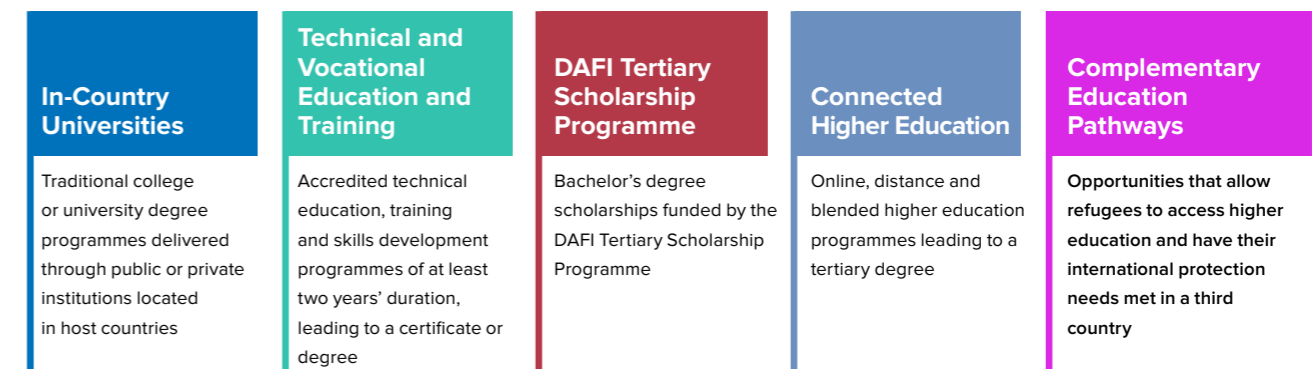 In-Country
Universities
Traditional college
or university degree
programmes delivered
through public or private
institutions located
in host countries
Technical and
Vocational
Education and
Training
Accredited technical
education, training
and skills development
programmes of at least
two years’ duration,
leading to a certificate or
degree
DAFI Tertiary
Scholarship
Programme
Bachelor’s degree
scholarships funded by the
DAFI Tertiary Scholarship
Programme
Connected
Higher Education
Online, distance and
blended higher education
programmes leading to a
tertiary degree
Complementary
Education
Pathways
Opportunities that allow
refugees to access higher
education and have their
international protection
needs met in a third
country